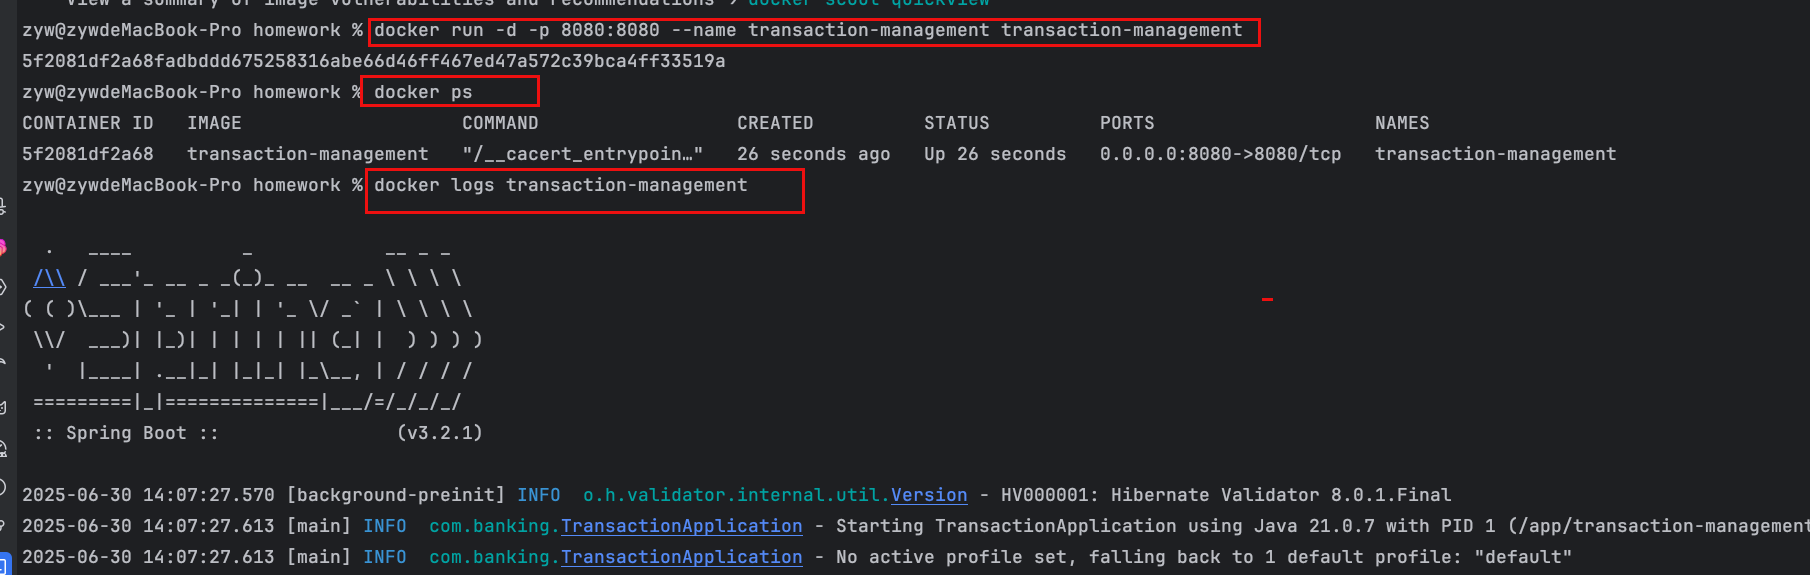 View a summary of image vulnerabilities and recommendations → docker scout quickview
zyw@zywdeMacBook-Pro homework % docker run -d -p 8080:8080 --name transaction-management transaction-management
5f2081df2a68fadbddd675258316abe66d46ff467ed47a572c39bca4ff33519a
zyw@zywdeMacBook-Pro homework % docker ps
CONTAINER ID   IMAGE                    COMMAND                  CREATED          STATUS          PORTS                    NAMES
5f2081df2a68   transaction-management   "/__cacert_entrypoin…"   26 seconds ago   Up 26 seconds   0.0.0.0:8080->8080/tcp   transaction-management
zyw@zywdeMacBook-Pro homework % docker logs transaction-management
  .   ____          _            __ _ _
 /\\ / ___'_ __ _ _(_)_ __  __ _ \ \ \ \
( ( )\___ | '_ | '_| | '_ \/ _` | \ \ \ \
 \\/  ___)| |_)| | | | | || (_| |  ) ) ) )
  '  |____| .__|_| |_|_| |_\__, | / / / /
 =========|_|==============|___/=/_/_/_/
 :: Spring Boot ::                (v3.2.1)
2025-06-30 14:07:27.570 [background-preinit] INFO  o.h.validator.internal.util.Version - HV000001: Hibernate Validator 8.0.1.Final
2025-06-30 14:07:27.613 [main] INFO  com.banking.TransactionApplication - Starting TransactionApplication using Java 21.0.7 with PID 1 (/app/transaction-management
2025-06-30 14:07:27.613 [main] INFO  com.banking.TransactionApplication - No active profile set, falling back to 1 default profile: "default"